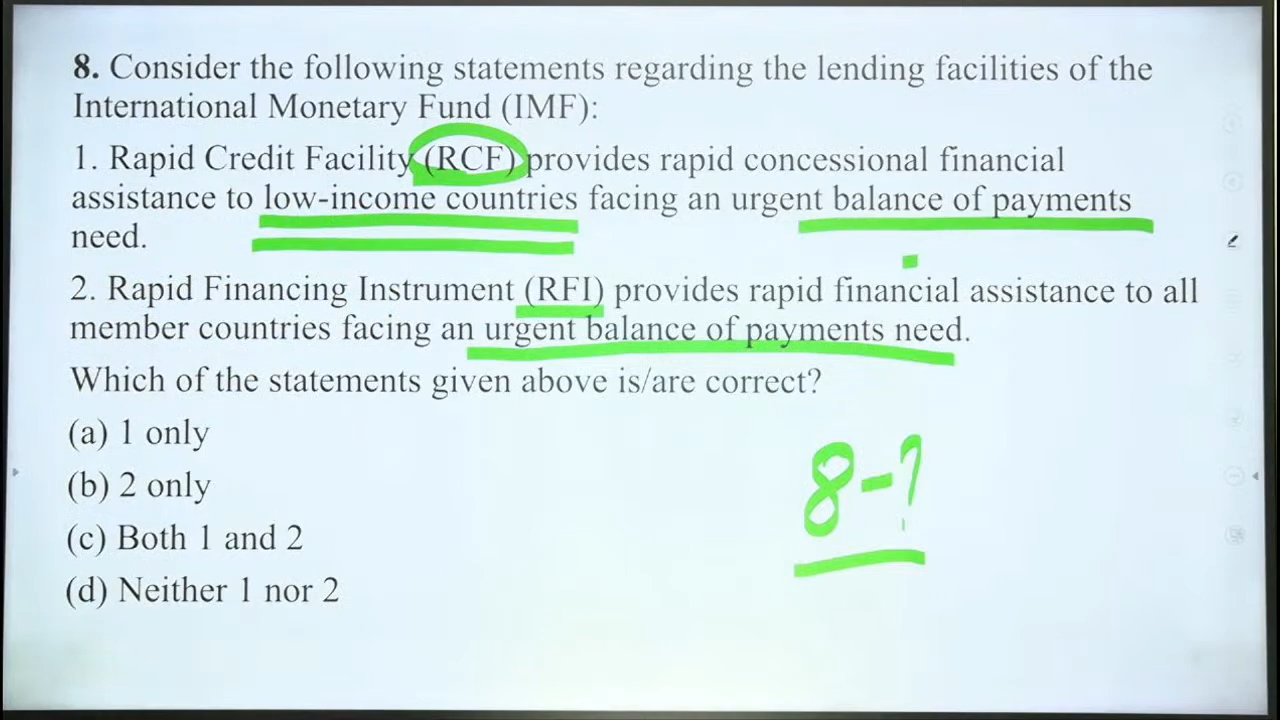 8. Consider the following statements regarding the lending facilities of the
International Monetary Fund (IMF):
1. Rapid Credit Facility (RCF) provides rapid concessional financial
assistance to low-income countries facing an urgent balance of payments
need.
2. Rapid Financing Instrument (RFI) provides rapid financial assistance to all
member countries facing an urgent balance of payments need.
Which of the statements given above is/are correct?
(a) 1 only
(b) 2 only
(c) Both 1 and 2
(d) Neither 1 nor 2
8-?